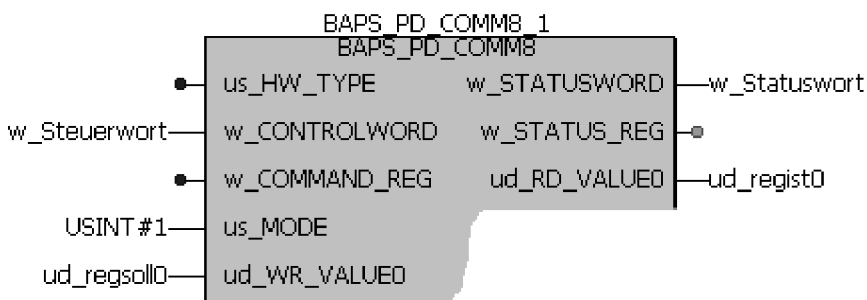 BAPS_PD_COMM8_1
BAPS_PD_COMM8
us_HW_TYPE w_STATUSWORD w_Statuswort
w_Steuerwort w_CONTROLWORD w_STATUS_REG
w_COMMAND_REG ud_RD_VALUE0 ud_regist0
USINT#1 us_MODE
ud_regsoll0 ud_WR_VALUE0